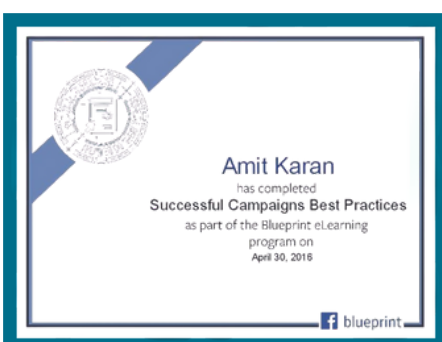 Amit Karan
has completed
Successful Campaigns Best Practices
as part of the Blueprint eLearning
program on
April 30, 2016
f blueprint